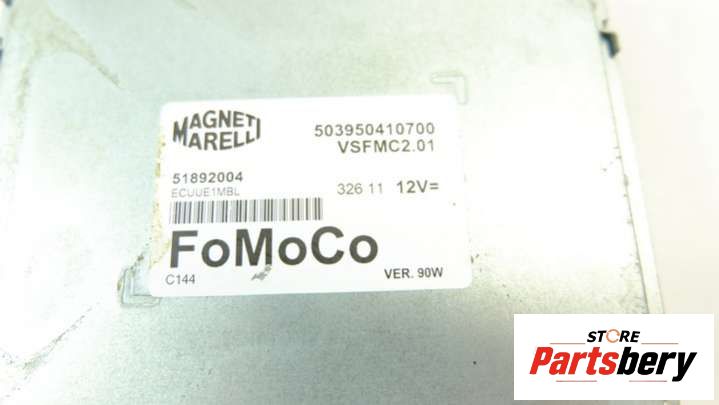 MAGNETI
MARELLI
503950410700
VSFMC2.01
51892004
ECUUE1MBL
326 11 12V=
FoMoCo
C144
VER. 90W
STORE
Partsbery